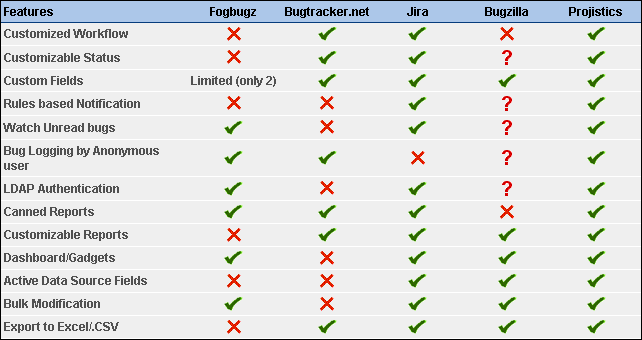 Features Fogbugz Bugtracker.net Jira Bugzilla Projistics
Customized Workflow
Customizable Status ?
Custom Fields Limited (only 2)
Rules based Notification ?
Watch Unread bugs ?
Bug Logging by Anonymous
user ?
LDAP Authentication ?
Canned Reports
Customizable Reports
Dashboard/Gadgets
Active Data Source Fields
Bulk Modification
Export to Excel/.CSV